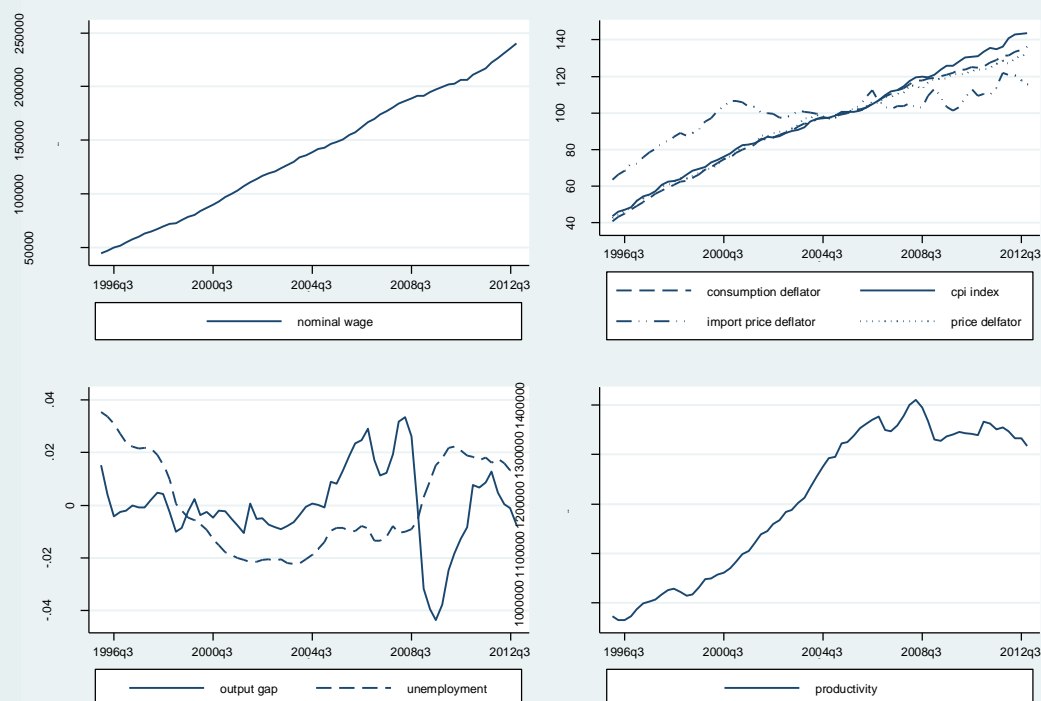 250000
200000
150000
100000
50000
1996q3 2000q3 2004q3 2008q3 2012q3
nominal wage
140
120
100
80
60
40
1996q3 2000q3 2004q3 2008q3 2012q3
consumption deflator cpi index
import price deflator price delfator
.04
.02
0
-.02
-.04
1996q3 2000q3 2004q3 2008q3 2012q3
output gap unemployment
1400000
1300000
1200000
1100000
1000000
1996q3 2000q3 2004q3 2008q3 2012q3
productivity